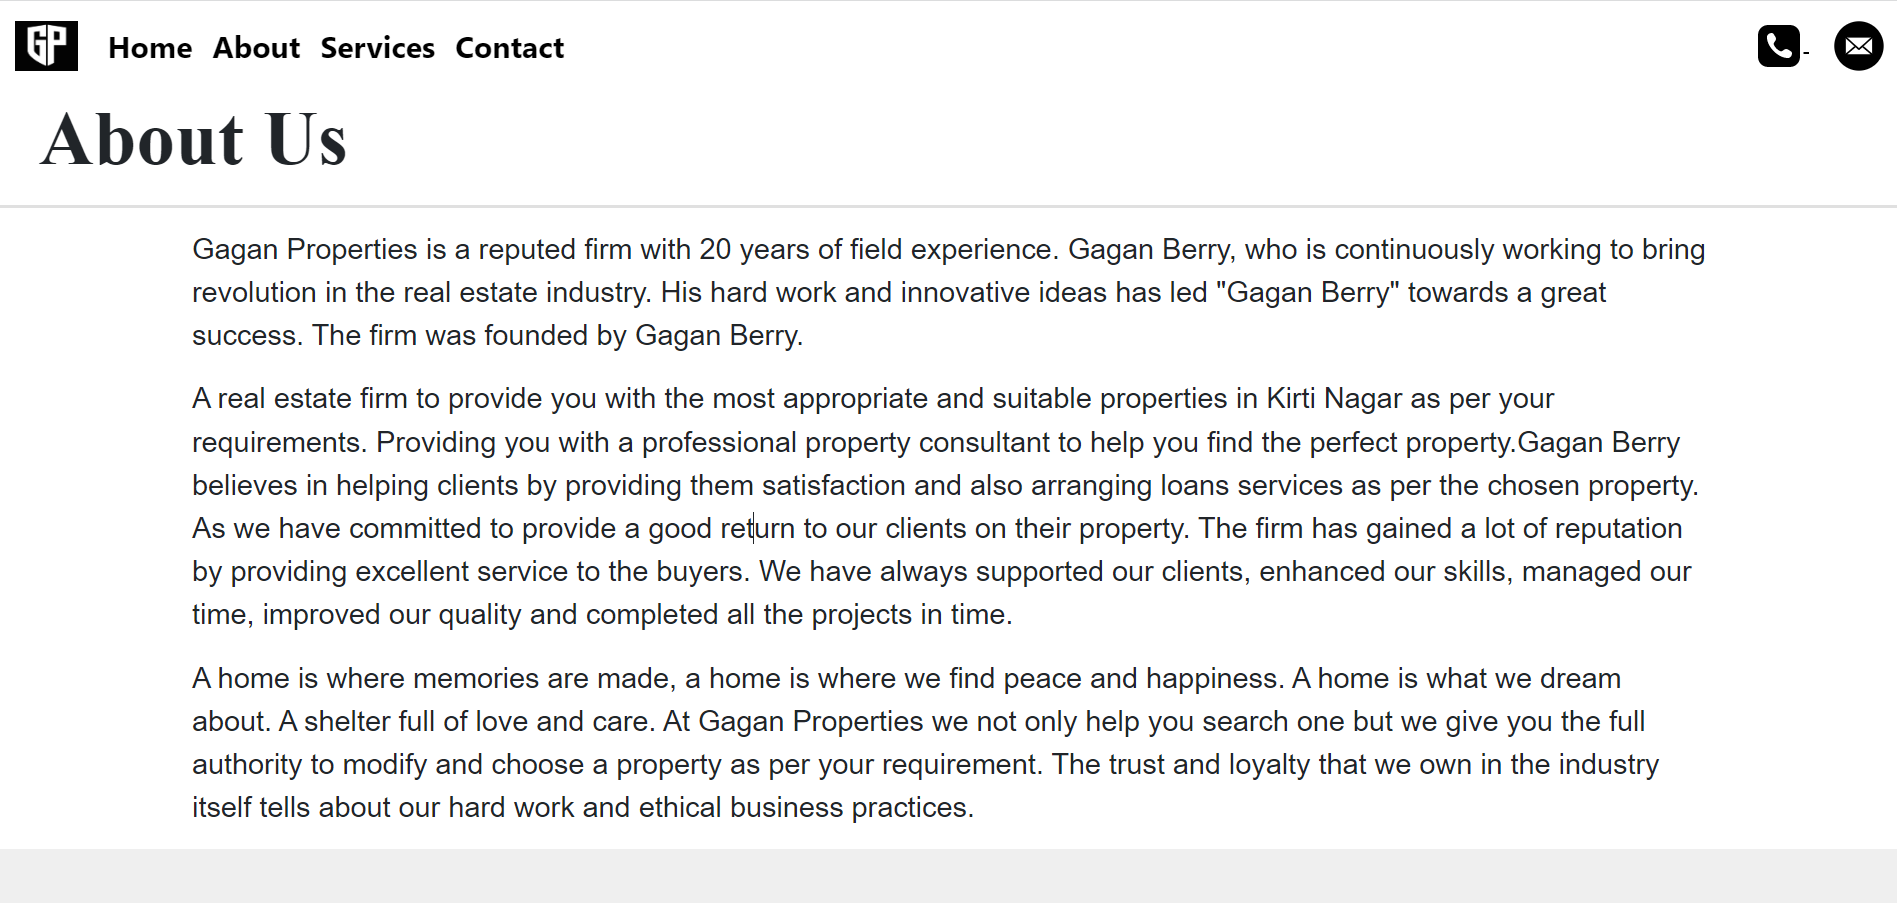 GP
Home About Services Contact
About Us
Gagan Properties is a reputed firm with 20 years of field experience. Gagan Berry, who is continuously working to bring
revolution in the real estate industry. His hard work and innovative ideas has led "Gagan Berry" towards a great
success. The firm was founded by Gagan Berry.
A real estate firm to provide you with the most appropriate and suitable properties in Kirti Nagar as per your
requirements. Providing you with a professional property consultant to help you find the perfect property.Gagan Berry
believes in helping clients by providing them satisfaction and also arranging loans services as per the chosen property.
As we have committed to provide a good return to our clients on their property. The firm has gained a lot of reputation
by providing excellent service to the buyers. We have always supported our clients, enhanced our skills, managed our
time, improved our quality and completed all the projects in time.
A home is where memories are made, a home is where we find peace and happiness. A home is what we dream
about. A shelter full of love and care. At Gagan Properties we not only help you search one but we give you the full
authority to modify and choose a property as per your requirement. The trust and loyalty that we own in the industry
itself tells about our hard work and ethical business practices.